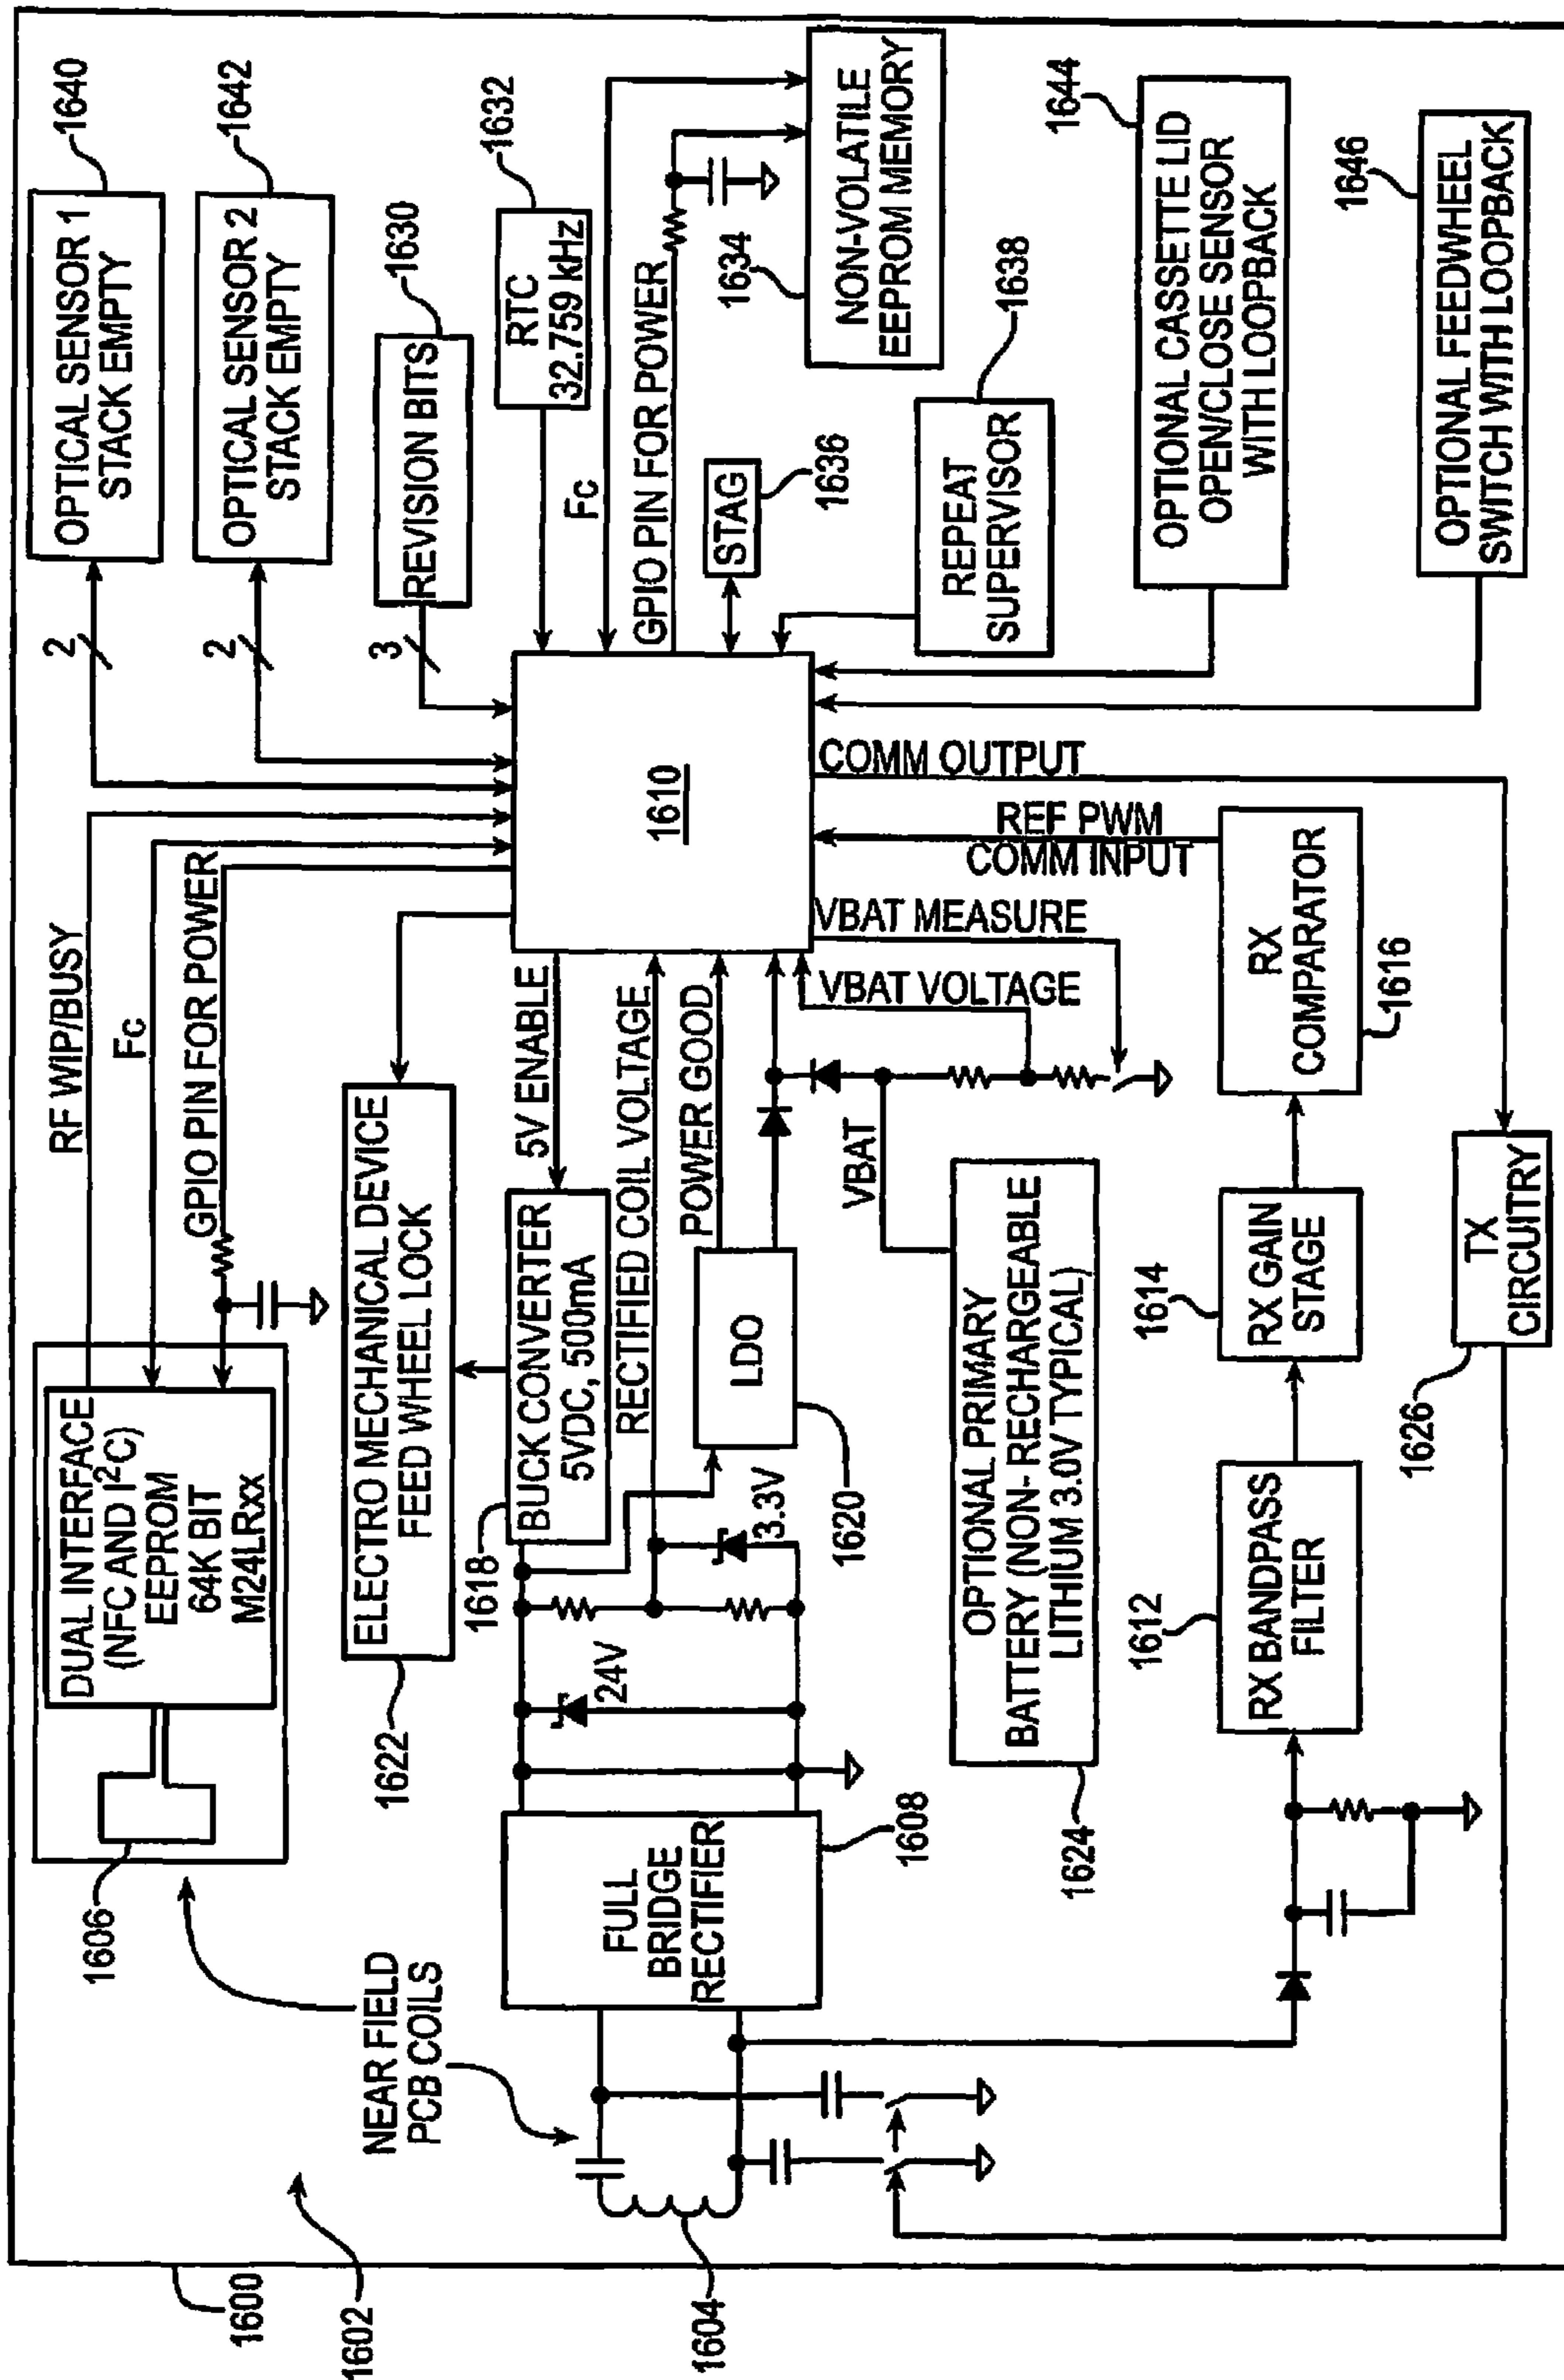 1600
1602
NEAR FIELD
PCB COILS
1604
1606
DUAL INTERFACE
(NFC AND I²C)
EEPROM
64K BIT
M24LRxx
RF WIP/BUSY
Fc
GPIO PIN FOR POWER
OPTICAL SENSOR 1
STACK EMPTY
1640
2
OPTICAL SENSOR 2
STACK EMPTY
1642
2
REVISION BITS
1630
3
RTC
32.759 kHz
1632
Fc
GPIO PIN FOR POWER
1634
NON-VOLATILE
EEPROM MEMORY
STAG
1636
REPEAT
SUPERVISOR
1638
OPTIONAL CASSETTE LID
OPEN/CLOSE SENSOR
WITH LOOPBACK
1644
OPTIONAL FEEDWHEEL
SWITCH WITH LOOPBACK
1646
1610
ELECTRO MECHANICAL DEVICE
FEED WHEEL LOCK
1622
5V ENABLE
BUCK CONVERTER
5VDC, 500mA
1618
RECTIFIED COIL VOLTAGE
POWER GOOD
LDO
1620
24V
3.3V
FULL
BRIDGE
RECTIFIER
1608
VBAT
OPTIONAL PRIMARY
BATTERY (NON-RECHARGEABLE
LITHIUM 3.0V TYPICAL)
1624
VBAT VOLTAGE
VBAT MEASURE
REF PWM
COMM INPUT
COMM OUTPUT
RX BANDPASS
FILTER
1612
RX GAIN
STAGE
1614
RX
COMPARATOR
1616
TX
CIRCUITRY
1626